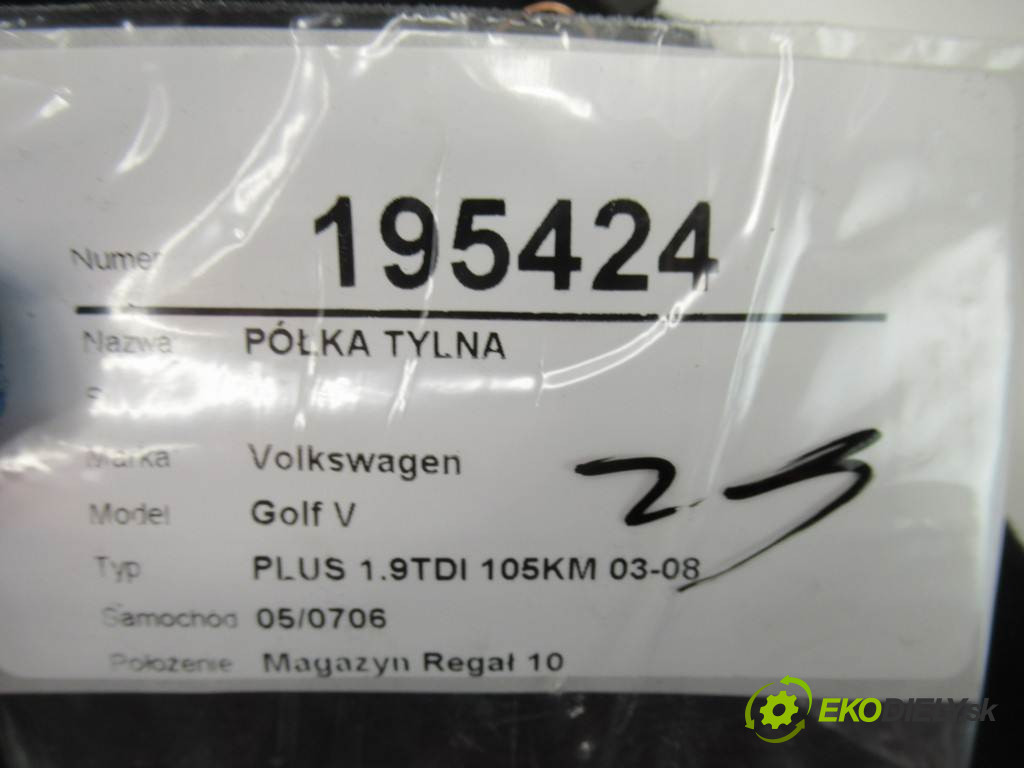 Numer 195424
Nazwa PÓŁKA TYLNA
Marka Volkswagen
Model Golf V
Typ PLUS 1.9TDI 105KM 03-08
Samochód 05/0706
Położenie Magazyn Regał 10
EKODIELY.sk